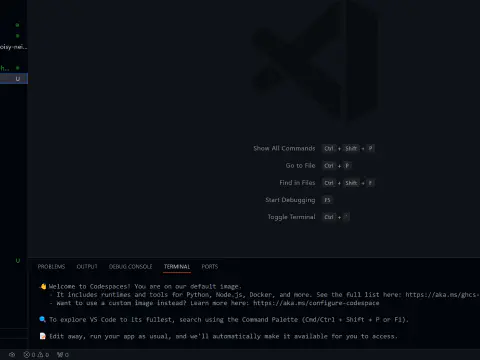 oisy-nei...
h...
U
Show All Commands Ctrl + Shift + P
Go to File Ctrl + P
Find in Files Ctrl + Shift + F
Start Debugging F5
Toggle Terminal Ctrl + `
U
PROBLEMS OUTPUT DEBUG CONSOLE TERMINAL PORTS
👋 Welcome to Codespaces! You are on our default image.
- It includes runtimes and tools for Python, Node.js, Docker, and more. See the full list here: https://aka.ms/ghcs-
- Want to use a custom image instead? Learn more here: https://aka.ms/configure-codespace
🔍 To explore VS Code to its fullest, search using the Command Palette (Cmd/Ctrl + Shift + P or F1).
📝 Edit away, run your app as usual, and we'll automatically make it available for you to access.
0 0 0